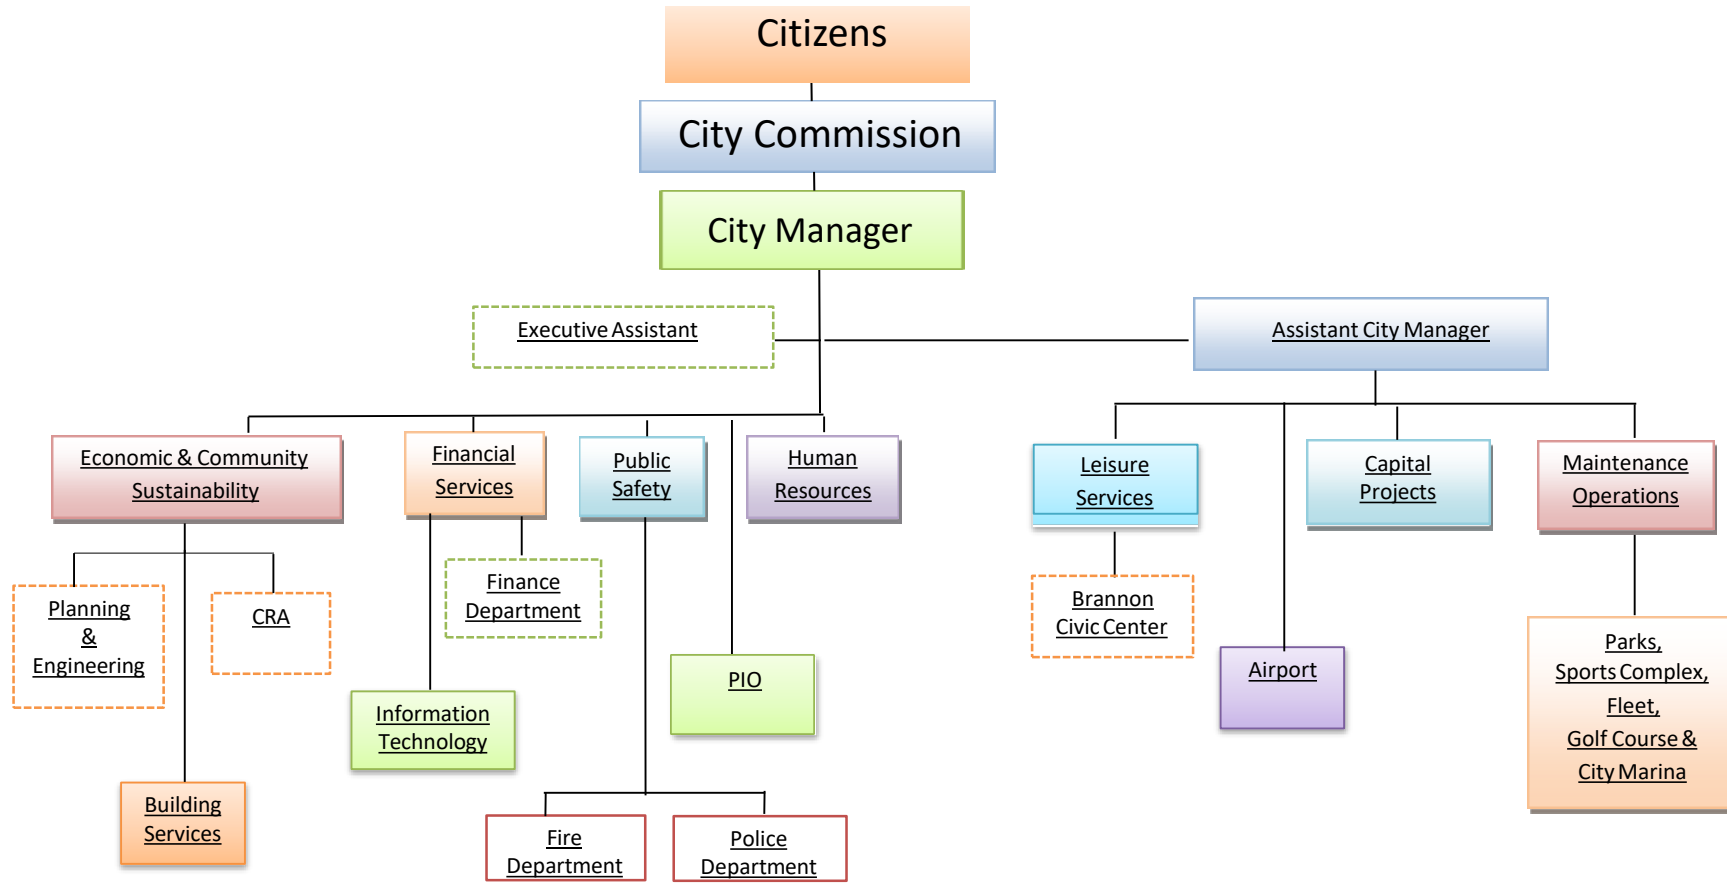 Citizens
City Commission
City Manager
Executive Assistant
Assistant City Manager
Economic & Community
Sustainability
Financial
Services
Public
Safety
Human
Resources
Leisure
Services
Capital
Projects
Maintenance
Operations
Planning
&
Engineering
CRA
Finance
Department
Brannon
Civic Center
PIO
Airport
Parks,
Sports Complex,
Fleet,
Golf Course &
City Marina
Information
Technology
Building
Services
Fire
Department
Police
Department